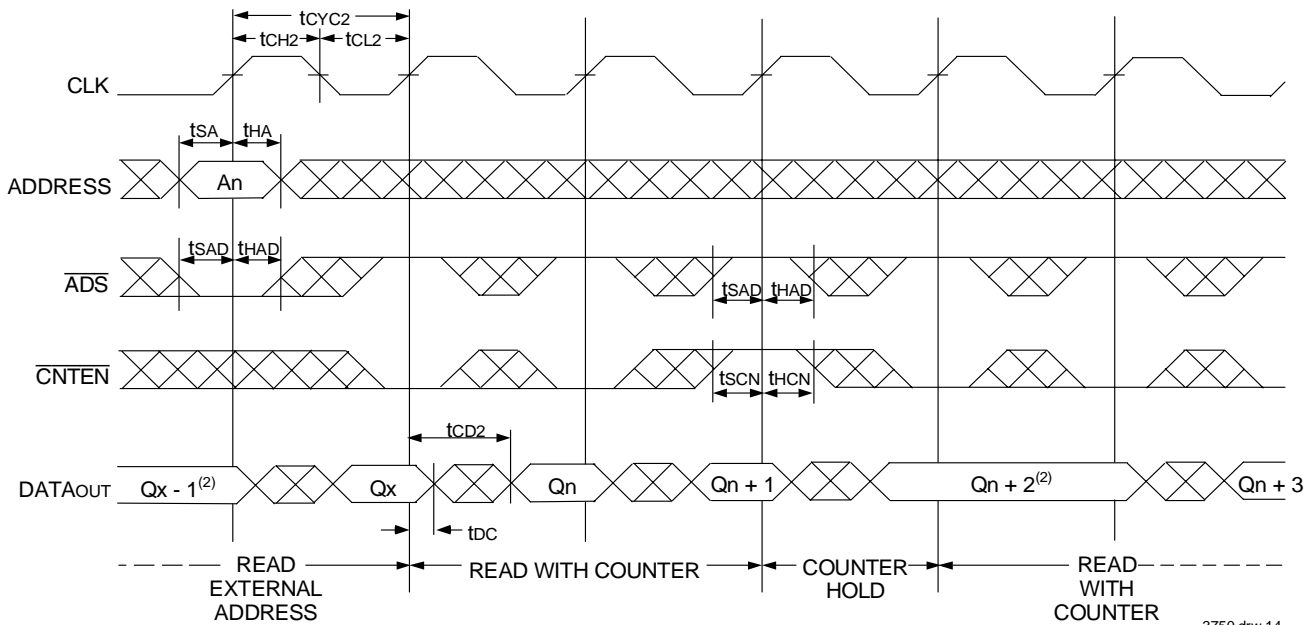 tCYC2
tCH2 tCL2
CLK
tSA tHA
ADDRESS An
tSAD tHAD
ADS
tSAD tHAD
CNTEN
tSCN tHCN
tCD2
DATAOUT Qx - 1(2) Qx Qn Qn + 1 Qn + 2(2) Qn + 3
tDC
READ EXTERNAL ADDRESS
READ WITH COUNTER
COUNTER HOLD
READ WITH COUNTER